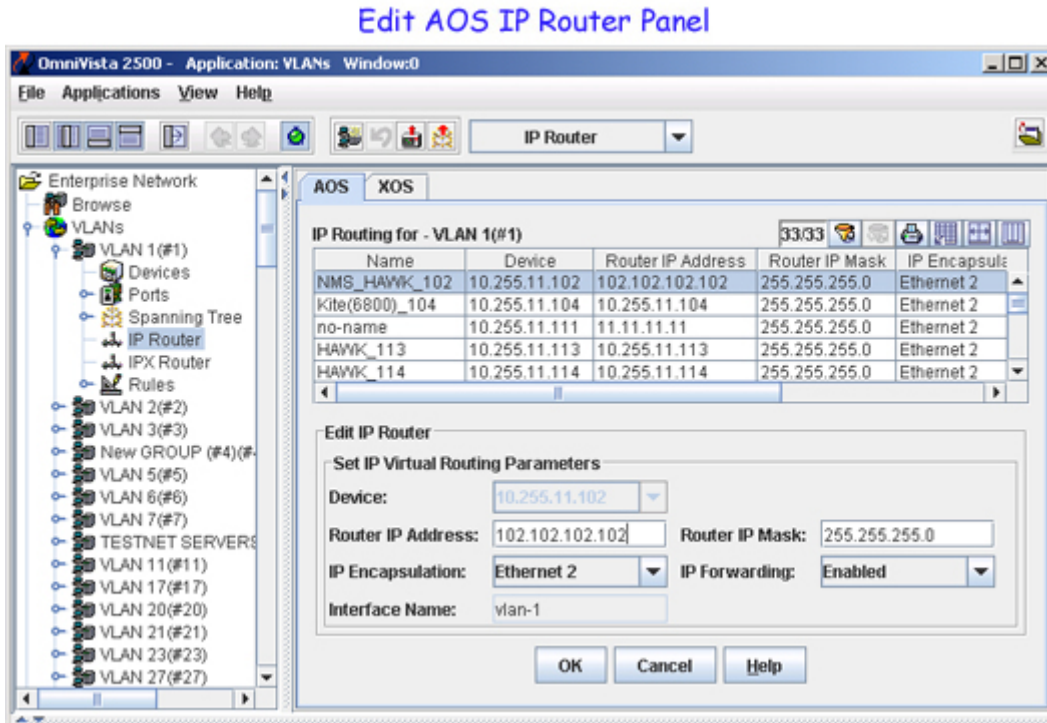 Edit AOS IP Router Panel
OmniVista 2500 - Application: VLANs Window:0
File Applications View Help
IP Router
Enterprise Network
Browse
VLANs
VLAN 1(#1)
Devices
Ports
Spanning Tree
IP Router
IPX Router
Rules
VLAN 2(#2)
VLAN 3(#3)
New GROUP (#4)(#
VLAN 5(#5)
VLAN 6(#6)
VLAN 7(#7)
TESTNET SERVERS
VLAN 11(#11)
VLAN 17(#17)
VLAN 20(#20)
VLAN 21(#21)
VLAN 23(#23)
VLAN 27(#27)
AOS XOS
IP Routing for - VLAN 1(#1) 33/33
Name Device Router IP Address Router IP Mask IP Encapsula
NMS_HAWK_102 10.255.11.102 102.102.102.102 255.255.255.0 Ethernet 2
Kite(6800)_104 10.255.11.104 10.255.11.104 255.255.255.0 Ethernet 2
no-name 10.255.11.111 11.11.11.11 255.255.255.0 Ethernet 2
HAWK_113 10.255.11.113 10.255.11.113 255.255.255.0 Ethernet 2
HAWK_114 10.255.11.114 10.255.11.114 255.255.255.0 Ethernet 2
Edit IP Router
Set IP Virtual Routing Parameters
Device: 10.255.11.102
Router IP Address: 102.102.102.102 Router IP Mask: 255.255.255.0
IP Encapsulation: Ethernet 2 IP Forwarding: Enabled
Interface Name: vlan-1
OK Cancel Help